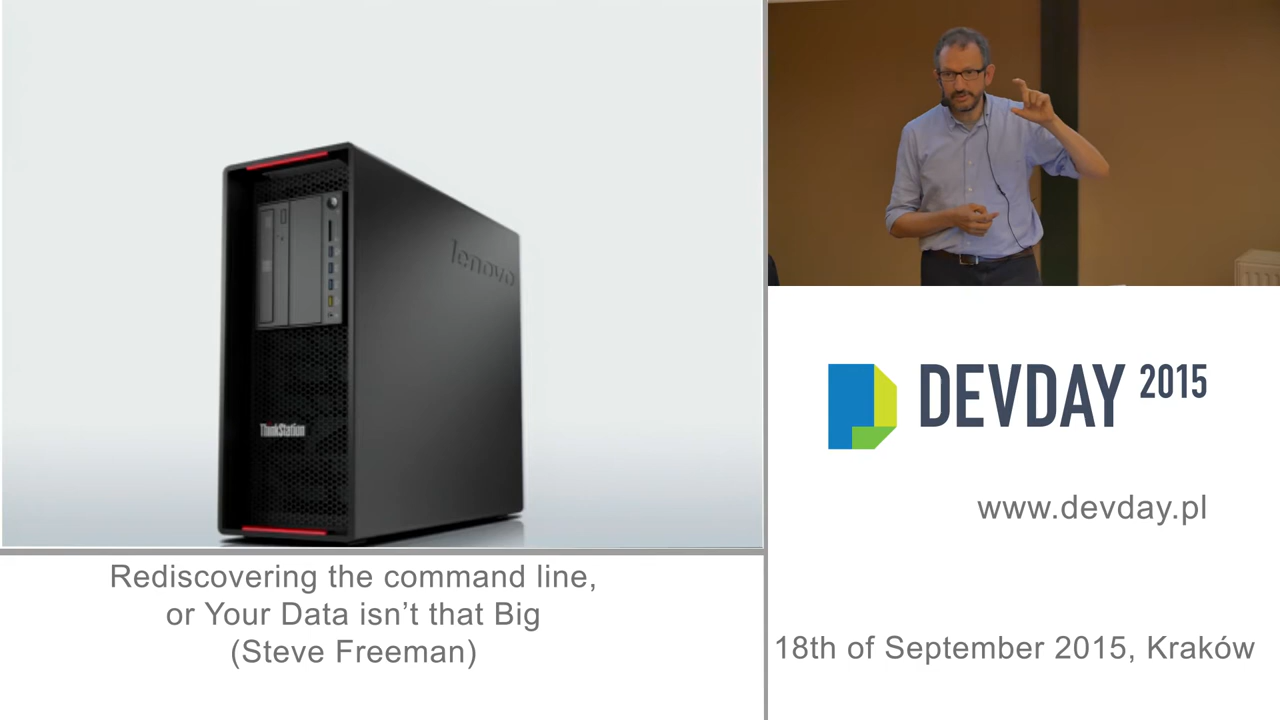 lenovo
ThinkStation
Rediscovering the command line,
or Your Data isn’t that Big
(Steve Freeman)
DEVDAY 2015
www.devday.pl
18th of September 2015, Kraków